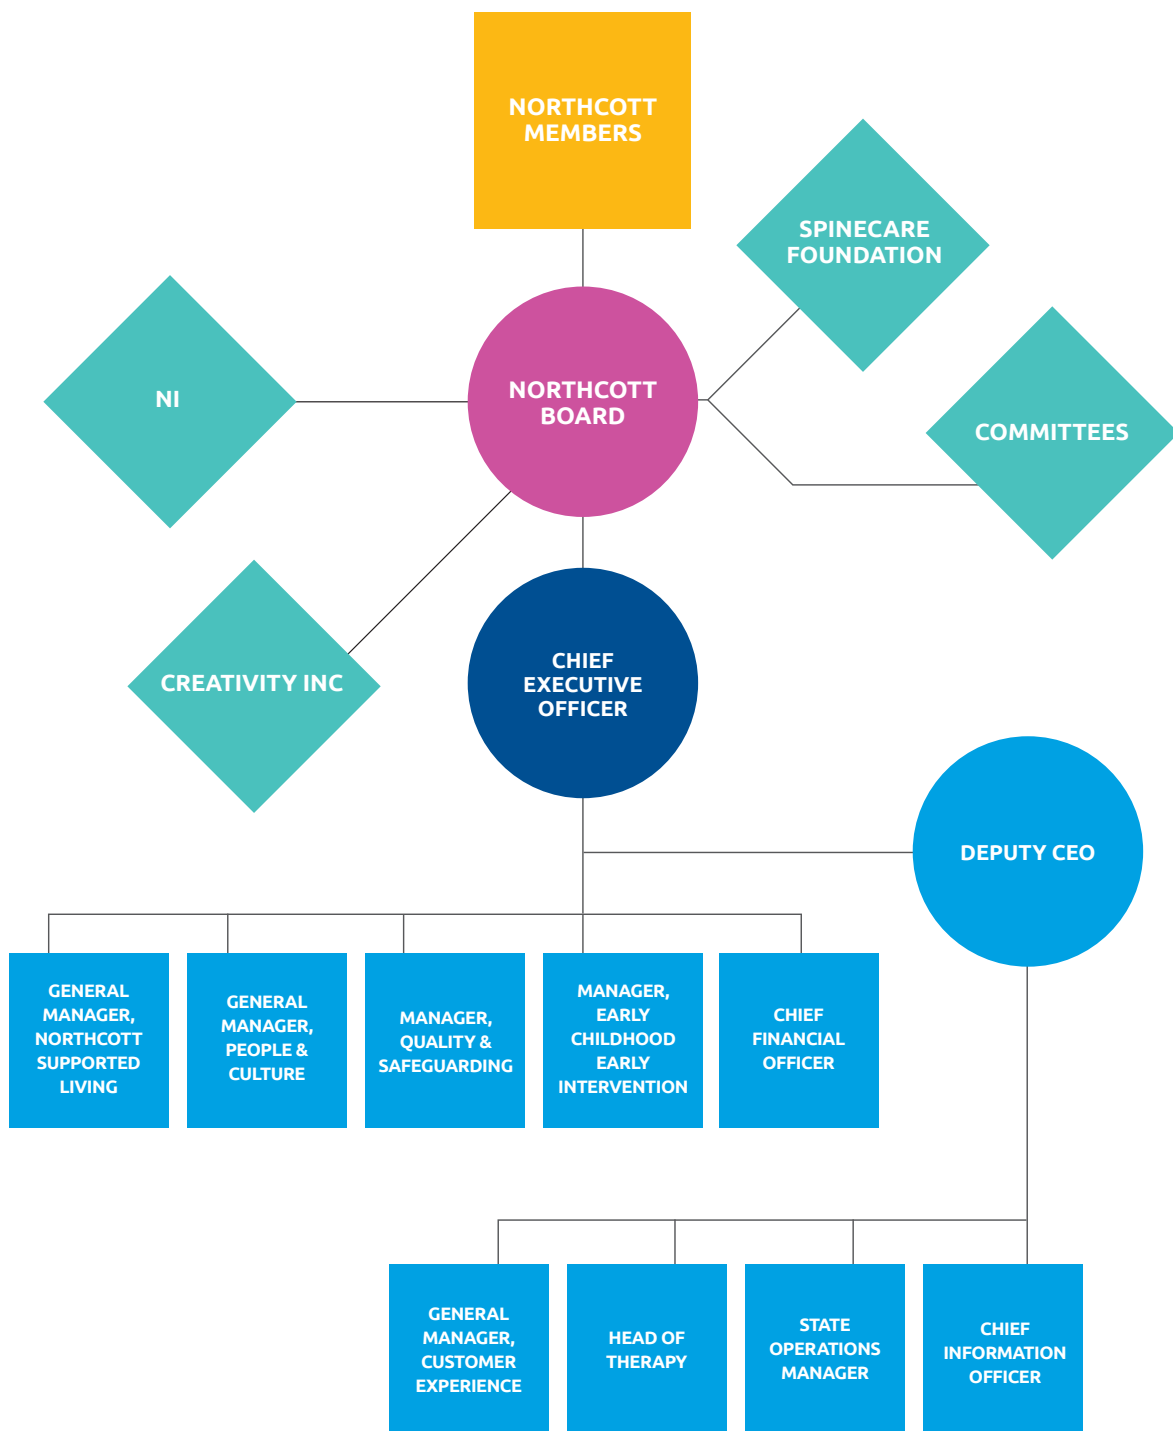 NORTHCOTT
MEMBERS
SPINECARE
FOUNDATION
NI
NORTHCOTT
BOARD
COMMITTEES
CREATIVITY INC
CHIEF
EXECUTIVE
OFFICER
DEPUTY CEO
GENERAL
MANAGER,
NORTHCOTT
SUPPORTED
LIVING
GENERAL
MANAGER,
PEOPLE &
CULTURE
MANAGER,
QUALITY &
SAFEGUARDING
MANAGER,
EARLY
CHILDHOOD
EARLY
INTERVENTION
CHIEF
FINANCIAL
OFFICER
GENERAL
MANAGER,
CUSTOMER
EXPERIENCE
HEAD OF
THERAPY
STATE
OPERATIONS
MANAGER
CHIEF
INFORMATION
OFFICER